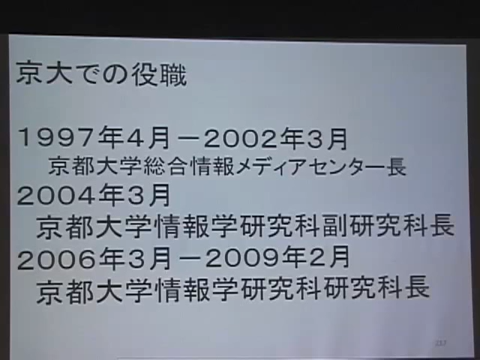 京大での役職
1997年4月－2002年3月
京都大学総合情報メディアセンター長
2004年3月
京都大学情報学研究科副研究科長
2006年3月－2009年2月
京都大学情報学研究科研究科長